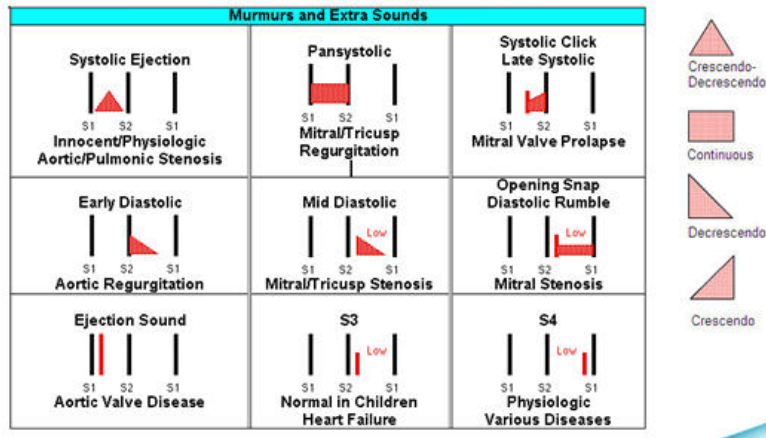 Murmurs and Extra Sounds
Systolic Ejection
S1 S2 S1
Innocent/Physiologic
Aortic/Pulmonic Stenosis
Pansystolic
S1 S2 S1
Mitral/Tricusp
Regurgitation
Systolic Click
Late Systolic
S1 S2 S1
Mitral Valve Prolapse
Early Diastolic
S1 S2 S1
Aortic Regurgitation
Mid Diastolic
Low
S1 S2 S1
Mitral/Tricusp Stenosis
Opening Snap
Diastolic Rumble
Low
S1 S2 S1
Mitral Stenosis
Ejection Sound
S1 S2 S1
Aortic Valve Disease
S3
Low
S1 S2 S1
Normal in Children
Heart Failure
S4
Low
S1 S2 S1
Physiologic
Various Diseases
Crescendo-
Decrescendo
Continuous
Decrescendo
Crescendo